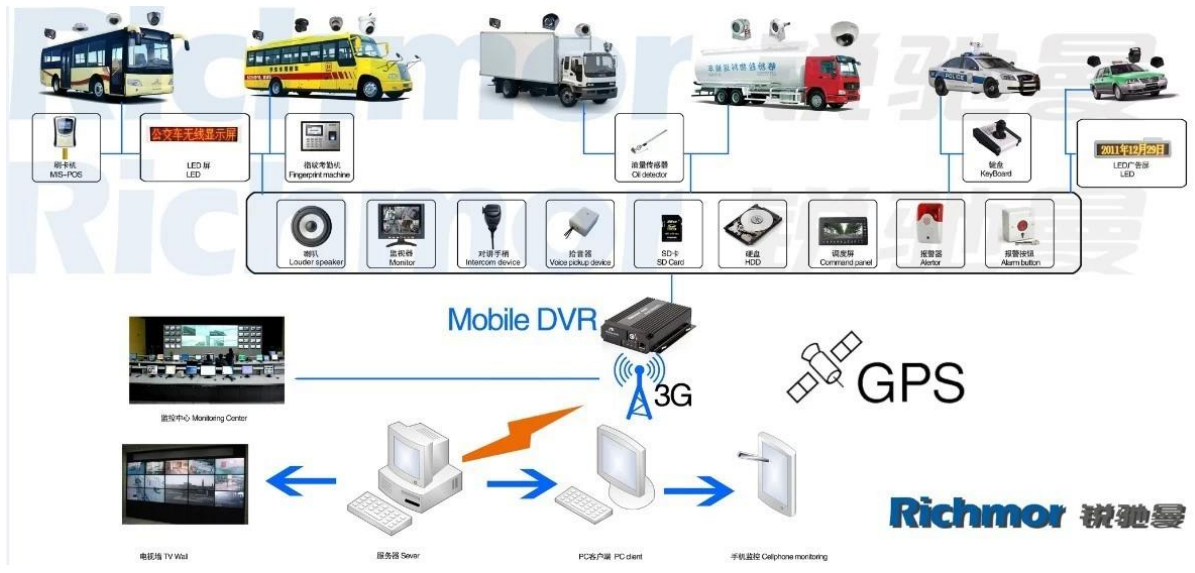 Richmor 锐驰曼
Richmor 锐驰曼
POLICE
刷卡机
MIS-POS
公交车无线显示屏
LED 屏
LED
指纹考勤机
Fingerprint machine
油量传感器
Oil detector
键盘
KeyBoard
2011年12月29日
LED广告屏
LED
喇叭
Louder speaker
监视器
Monitor
对讲手柄
Intercom device
拾音器
Voice pickup device
SD卡
SD Card
硬盘
HDD
调度屏
Command panel
报警器
Alertor
报警按钮
Alarm button
Mobile DVR
3G
GPS
监控中心 Monitoring Center
电视墙 TV Wall
服务器 Sever
PC客户端 PC client
手机监控 Cellphone monitoring
Richmor 锐驰曼